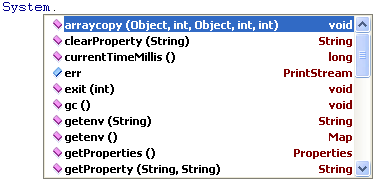 System.
arraycopy (Object, int, Object, int, int) void
clearProperty (String) String
currentTimeMillis () long
err PrintStream
exit (int) void
gc () void
getenv (String) String
getenv () Map
getProperties () Properties
getProperty (String, String) String